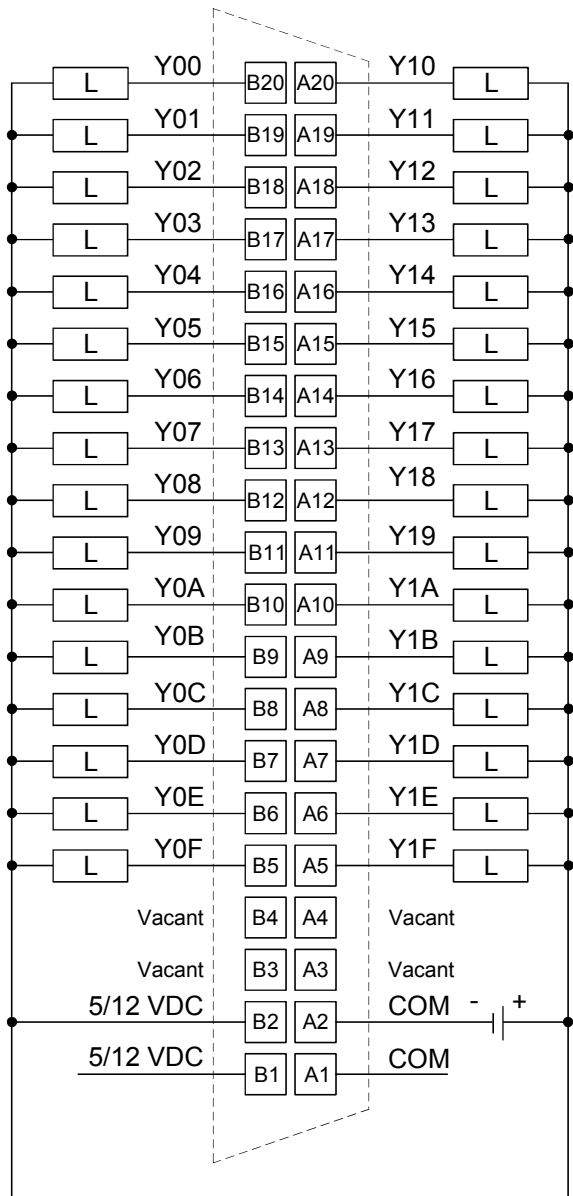 L Y00 B20 A20 Y10 L
L Y01 B19 A19 Y11 L
L Y02 B18 A18 Y12 L
L Y03 B17 A17 Y13 L
L Y04 B16 A16 Y14 L
L Y05 B15 A15 Y15 L
L Y06 B14 A14 Y16 L
L Y07 B13 A13 Y17 L
L Y08 B12 A12 Y18 L
L Y09 B11 A11 Y19 L
L Y0A B10 A10 Y1A L
L Y0B B9 A9 Y1B L
L Y0C B8 A8 Y1C L
L Y0D B7 A7 Y1D L
L Y0E B6 A6 Y1E L
L Y0F B5 A5 Y1F L
Vacant B4 A4 Vacant
Vacant B3 A3 Vacant
5/12 VDC B2 A2 COM - +
5/12 VDC B1 A1 COM